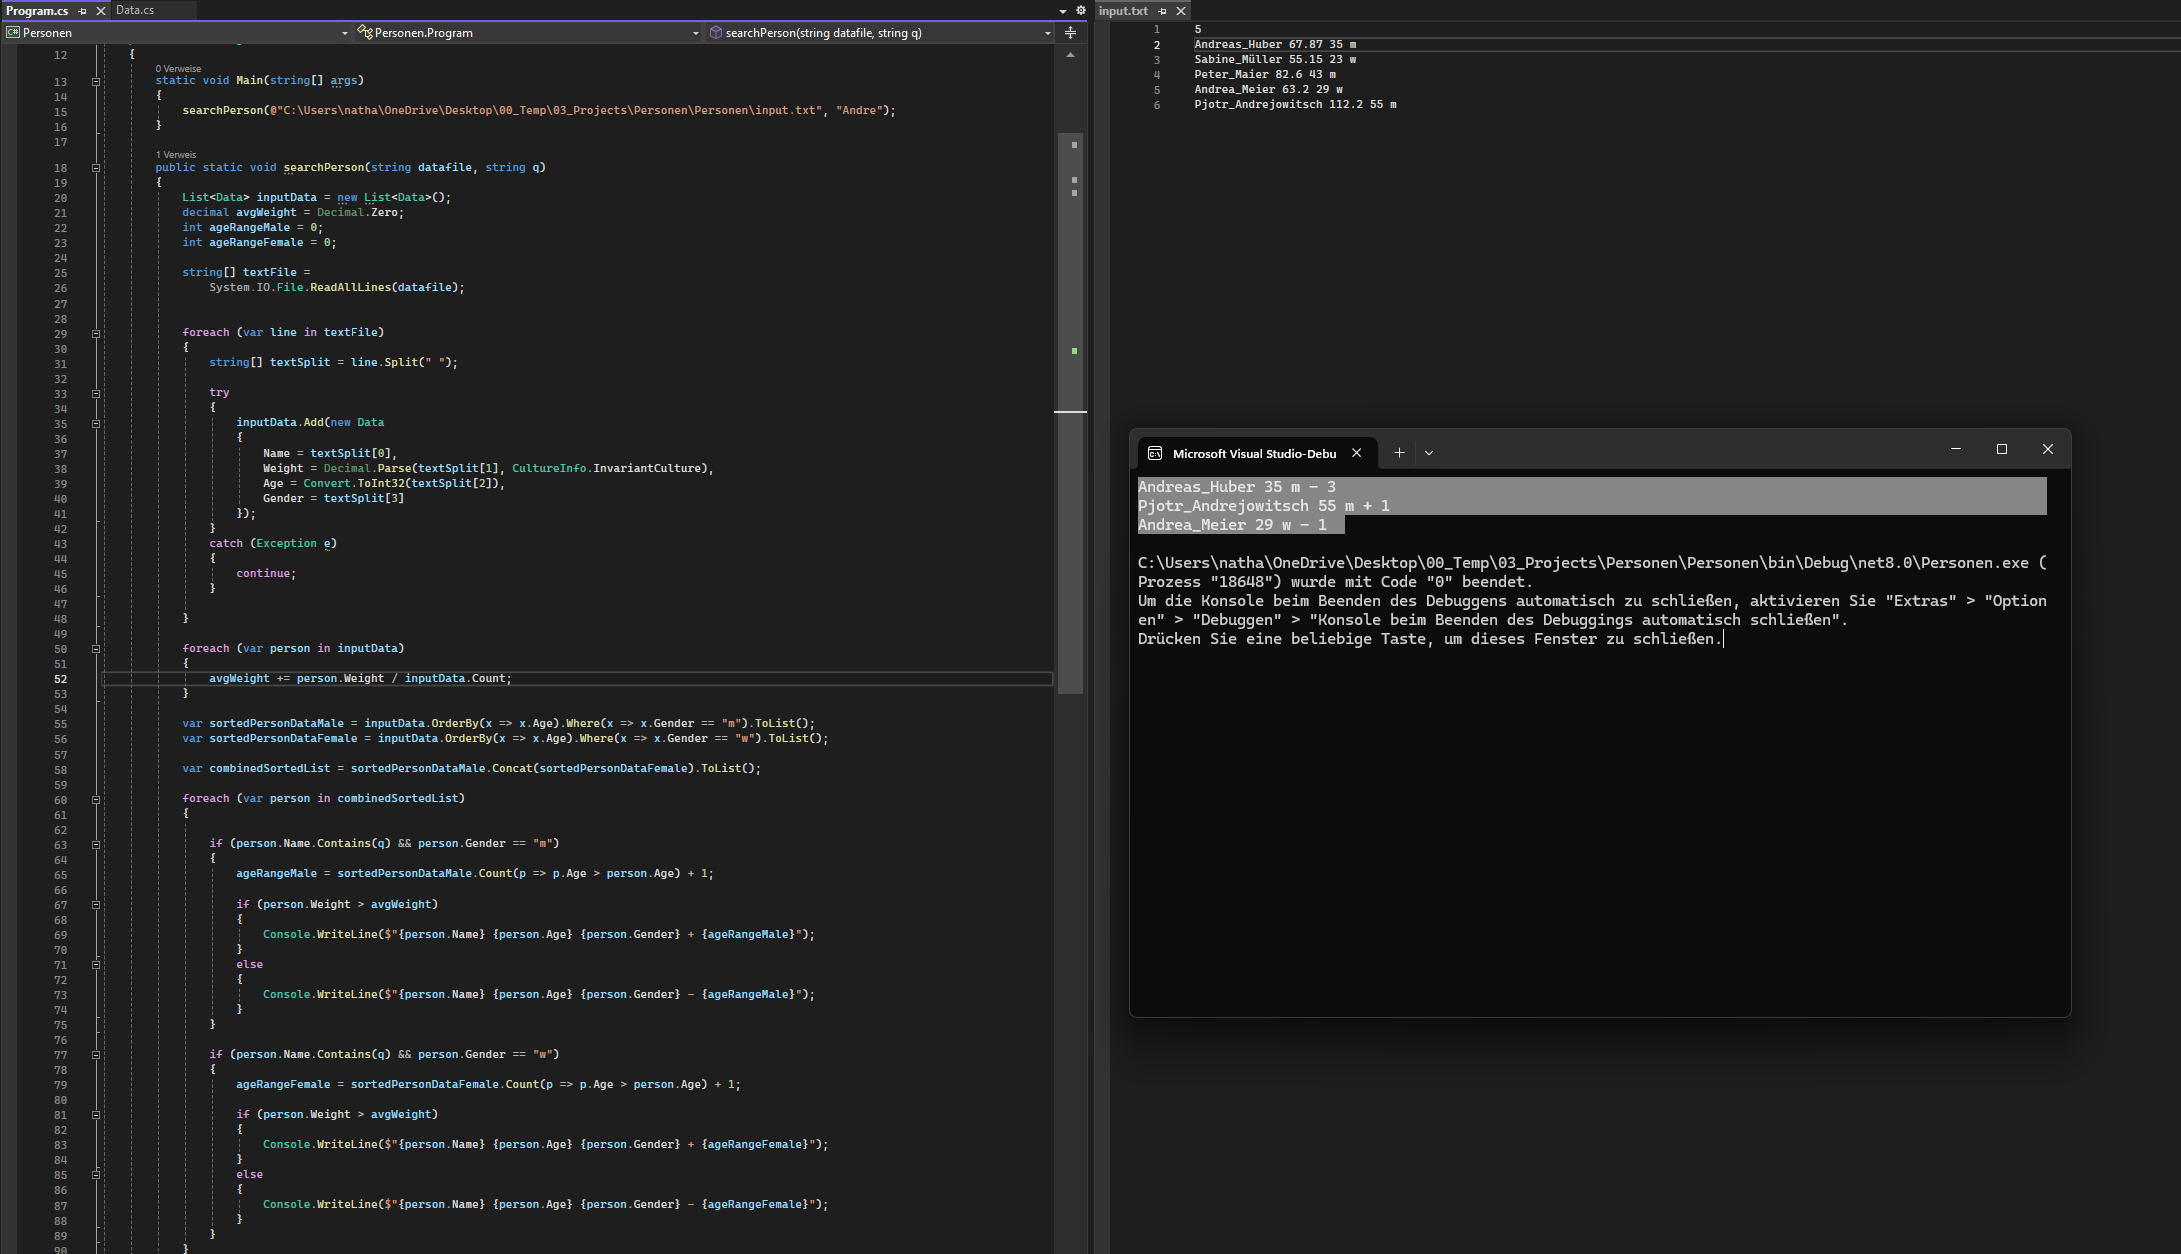 Program.cs
Data.cs
Personen
Personen.Program
searchPerson(string datafile, string q)
12 {
0 Verweise
13 static void Main(string[] args)
14 {
15 searchPerson(@"C:\Users\natha\OneDrive\Desktop\00_Temp\03_Projects\Personen\Personen\input.txt", "Andre");
16 }
17
1 Verweis
18 public static void searchPerson(string datafile, string q)
19 {
20 List<Data> inputData = new List<Data>();
21 decimal avgWeight = Decimal.Zero;
22 int ageRangeMale = 0;
23 int ageRangeFemale = 0;
24
25 string[] textFile =
26 System.IO.File.ReadAllLines(datafile);
27
28
29 foreach (var line in textFile)
30 {
31 string[] textSplit = line.Split(" ");
32
33 try
34 {
35 inputData.Add(new Data
36 {
37 Name = textSplit[0],
38 Weight = Decimal.Parse(textSplit[1], CultureInfo.InvariantCulture),
39 Age = Convert.ToInt32(textSplit[2]),
40 Gender = textSplit[3]
41 });
42 }
43 catch (Exception e)
44 {
45 continue;
46 }
47
48 }
49
50 foreach (var person in inputData)
51 {
52 avgWeight += person.Weight / inputData.Count;
53 }
54
55 var sortedPersonDataMale = inputData.OrderBy(x => x.Age).Where(x => x.Gender == "m").ToList();
56 var sortedPersonDataFemale = inputData.OrderBy(x => x.Age).Where(x => x.Gender == "w").ToList();
57
58 var combinedSortedList = sortedPersonDataMale.Concat(sortedPersonDataFemale).ToList();
59
60 foreach (var person in combinedSortedList)
61 {
62
63 if (person.Name.Contains(q) && person.Gender == "m")
64 {
65 ageRangeMale = sortedPersonDataMale.Count(p => p.Age > person.Age) + 1;
66
67 if (person.Weight > avgWeight)
68 {
69 Console.WriteLine($"{person.Name} {person.Age} {person.Gender} + {ageRangeMale}");
70 }
71 else
72 {
73 Console.WriteLine($"{person.Name} {person.Age} {person.Gender} - {ageRangeMale}");
74 }
75 }
76
77 if (person.Name.Contains(q) && person.Gender == "w")
78 {
79 ageRangeFemale = sortedPersonDataFemale.Count(p => p.Age > person.Age) + 1;
80
81 if (person.Weight > avgWeight)
82 {
83 Console.WriteLine($"{person.Name} {person.Age} {person.Gender} + {ageRangeFemale}");
84 }
85 else
86 {
87 Console.WriteLine($"{person.Name} {person.Age} {person.Gender} - {ageRangeFemale}");
88 }
89 }
90 }
input.txt
1 5
2 Andreas_Huber 67.87 35 m
3 Sabine_Müller 55.15 23 w
4 Peter_Maier 82.6 43 m
5 Andrea_Meier 63.2 29 w
6 Pjotr_Andrejowitsch 112.2 55 m
Microsoft Visual Studio-Debu
Andreas_Huber 35 m - 3
Pjotr_Andrejowitsch 55 m + 1
Andrea_Meier 29 w - 1
C:\Users\natha\OneDrive\Desktop\00_Temp\03_Projects\Personen\Personen\bin\Debug\net8.0\Personen.exe (
Prozess "18648") wurde mit Code "0" beendet.
Um die Konsole beim Beenden des Debuggens automatisch zu schließen, aktivieren Sie "Extras" > "Option
en" > "Debuggen" > "Konsole beim Beenden des Debuggings automatisch schließen".
Drücken Sie eine beliebige Taste, um dieses Fenster zu schließen.